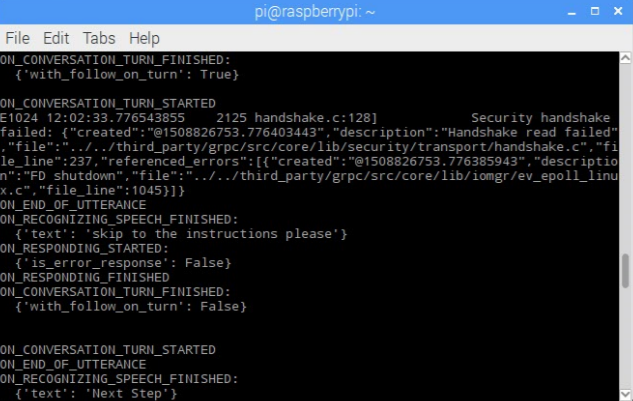 pi@raspberrypi: ~
File Edit Tabs Help
ON_CONVERSATION_TURN_FINISHED:
  {'with_follow_on_turn': True}

ON_CONVERSATION_TURN_STARTED
E1024 12:02:33.776543855    2125 handshake.c:128]            Security handshake
failed: {"created":"@1508826753.776403443","description":"Handshake read failed"
,"file":"../../third_party/grpc/src/core/lib/security/transport/handshake.c","fi
le_line":237,"referenced_errors":[{"created":"@1508826753.776385943","descriptio
n":"FD shutdown","file":"../../third_party/grpc/src/core/lib/iomgr/ev_epoll_linu
x.c","file_line":1045}]}
ON_END_OF_UTTERANCE
ON_RECOGNIZING_SPEECH_FINISHED:
  {'text': 'skip to the instructions please'}
ON_RESPONDING_STARTED:
  {'is_error_response': False}
ON_RESPONDING_FINISHED
ON_CONVERSATION_TURN_FINISHED:
  {'with_follow_on_turn': False}

ON_CONVERSATION_TURN_STARTED
ON_END_OF_UTTERANCE
ON_RECOGNIZING_SPEECH_FINISHED:
  {'text': 'Next Step'}